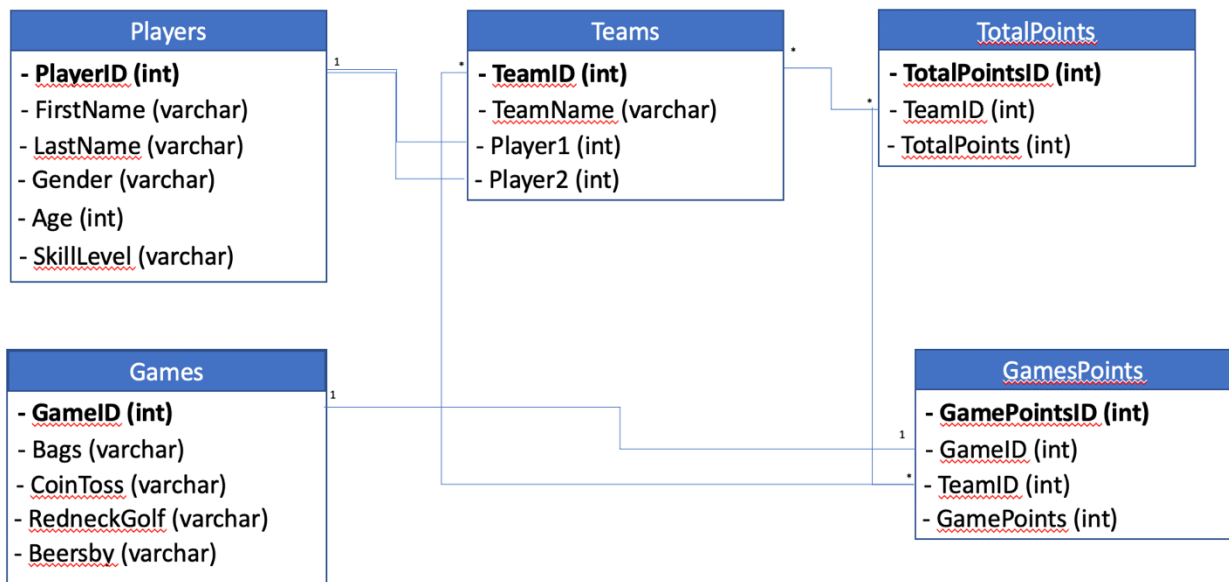 Players
- PlayerID (int)
- FirstName (varchar)
- LastName (varchar)
- Gender (varchar)
- Age (int)
- SkillLevel (varchar)
1
*
Teams
- TeamID (int)
- TeamName (varchar)
- Player1 (int)
- Player2 (int)
*
*
TotalPoints
- TotalPointsID (int)
- TeamID (int)
- TotalPoints (int)
Games
- GameID (int)
- Bags (varchar)
- CoinToss (varchar)
- RedneckGolf (varchar)
- Beersby (varchar)
1
1
*
GamesPoints
- GamePointsID (int)
- GameID (int)
- TeamID (int)
- GamePoints (int)